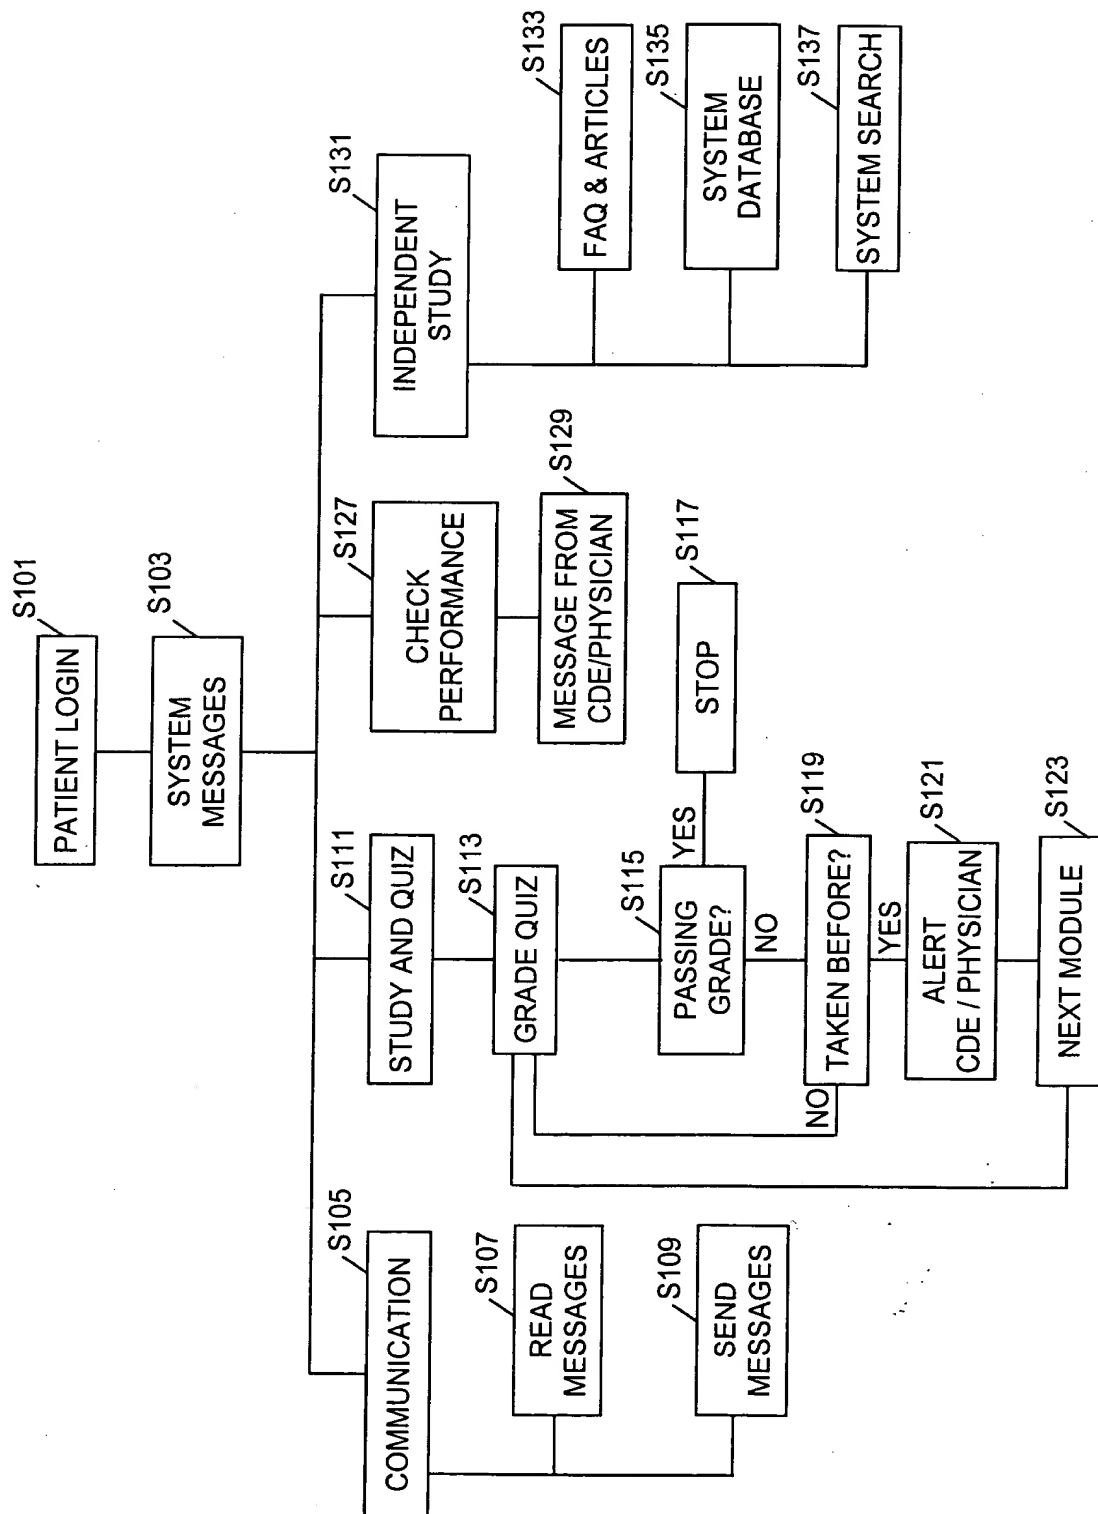 S101
PATIENT LOGIN
S103
SYSTEM
MESSAGES
S105
COMMUNICATION
S107
READ
MESSAGES
S109
SEND
MESSAGES
S111
STUDY AND QUIZ
S113
GRADE QUIZ
S115
PASSING
GRADE?
YES
S117
STOP
NO
S119
TAKEN BEFORE?
NO
YES
S121
ALERT
CDE / PHYSICIAN
S123
NEXT MODULE
S127
CHECK
PERFORMANCE
S129
MESSAGE FROM
CDE/PHYSICIAN
S131
INDEPENDENT
STUDY
S133
FAQ & ARTICLES
S135
SYSTEM
DATABASE
S137
SYSTEM SEARCH